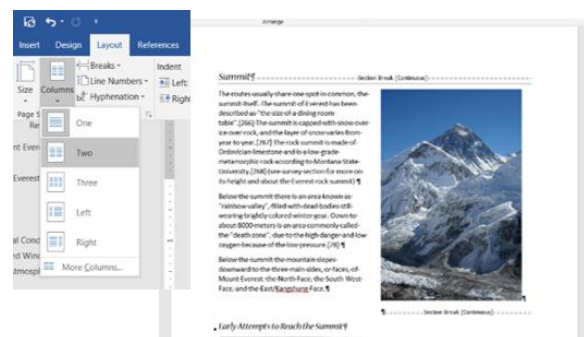 Arrange
Insert Design Layout References
Size Columns Breaks Line Numbers Hyphenation
Indent
Left:
Right
Page S
Re
One
Two
Three
Left
Right
More Columns...
nt Ever
Everest
al Cond
ed Wind
tmosph
Summit¶
Section Break (Continuous)
The routes usually share one spot in common, the
summit itself. The summit of Everest has been
described as "the size of a dining room
table".[266] The summit is capped with snow over
ice over rock, and the layer of snow varies from
year to year.[267] The rock summit is made of
Ordovician limestone and is a low-grade
metamorphic rock according to Montana State
University.[268] (see survey section for more on
its height and about the Everest rock summit) ¶
Below the summit there is an area known as
"rainbow valley", filled with dead bodies still
wearing brightly colored winter gear. Down to
about 8000 meters is an area commonly called
the "death zone", due to the high danger and low
oxygen because of the low pressure.[78] ¶
Below the summit the mountain slopes
downward to the three main sides, or faces, of
Mount Everest: the North Face, the South West
Face, and the East/Kangshung Face. ¶
¶
¶
Section Break (Continuous)
Early Attempts to Reach the Summit¶